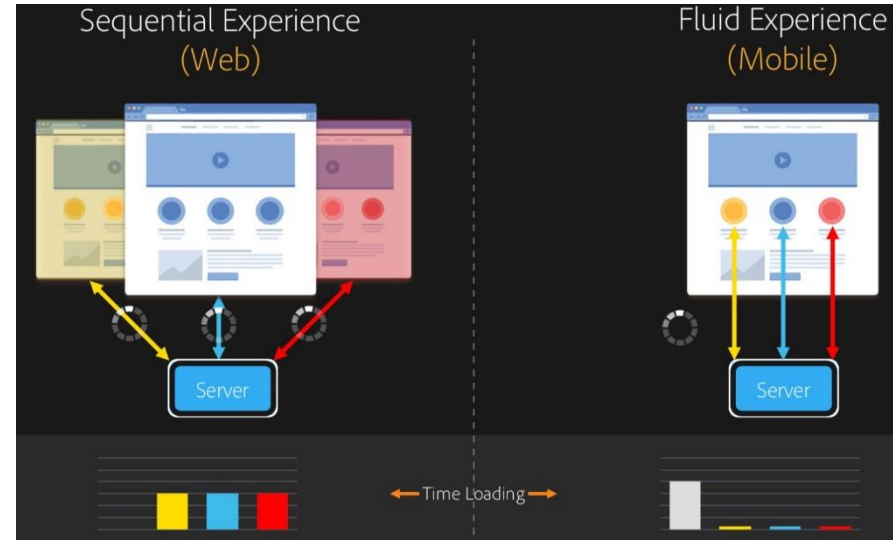 Sequential Experience
(Web)
Fluid Experience
(Mobile)
Server
Server
Time Loading